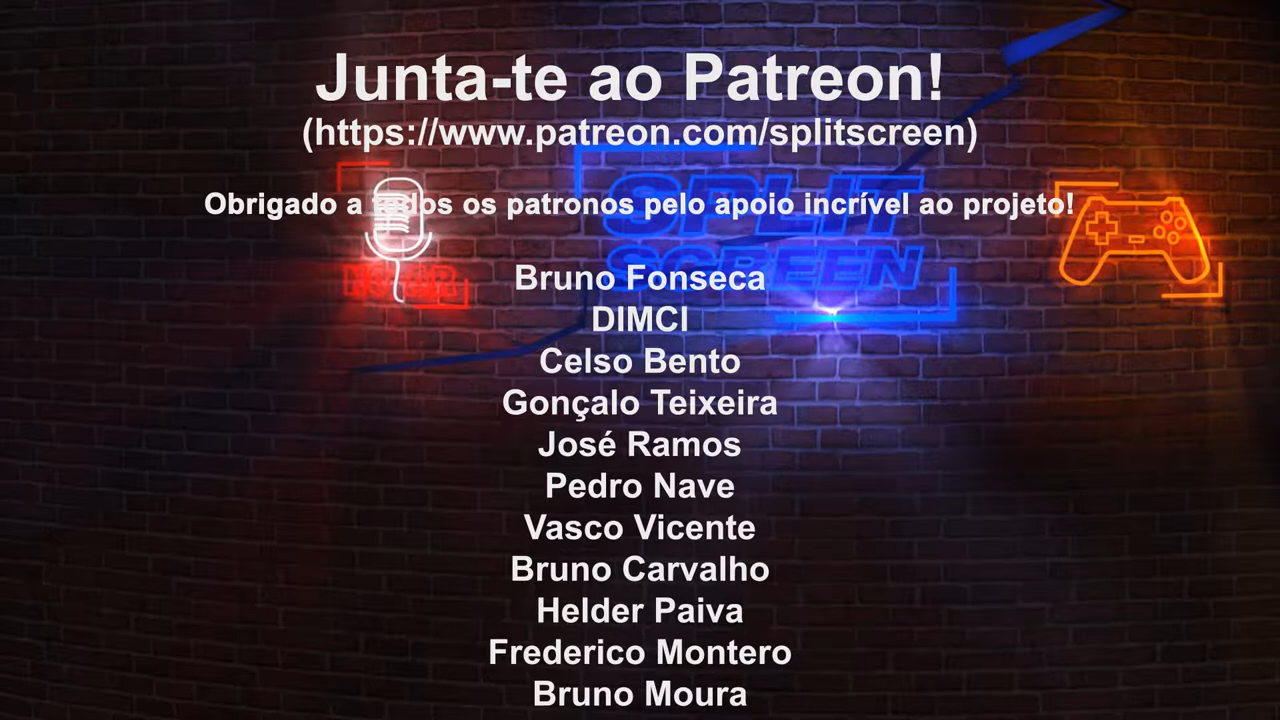 Junta-te ao Patreon!
(https://www.patreon.com/splitscreen)
Obrigado a todos os patronos pelo apoio incrível ao projeto!
SPLIT
SCREEN
Bruno Fonseca
DIMCI
Celso Bento
Gonçalo Teixeira
José Ramos
Pedro Nave
Vasco Vicente
Bruno Carvalho
Helder Paiva
Frederico Montero
Bruno Moura